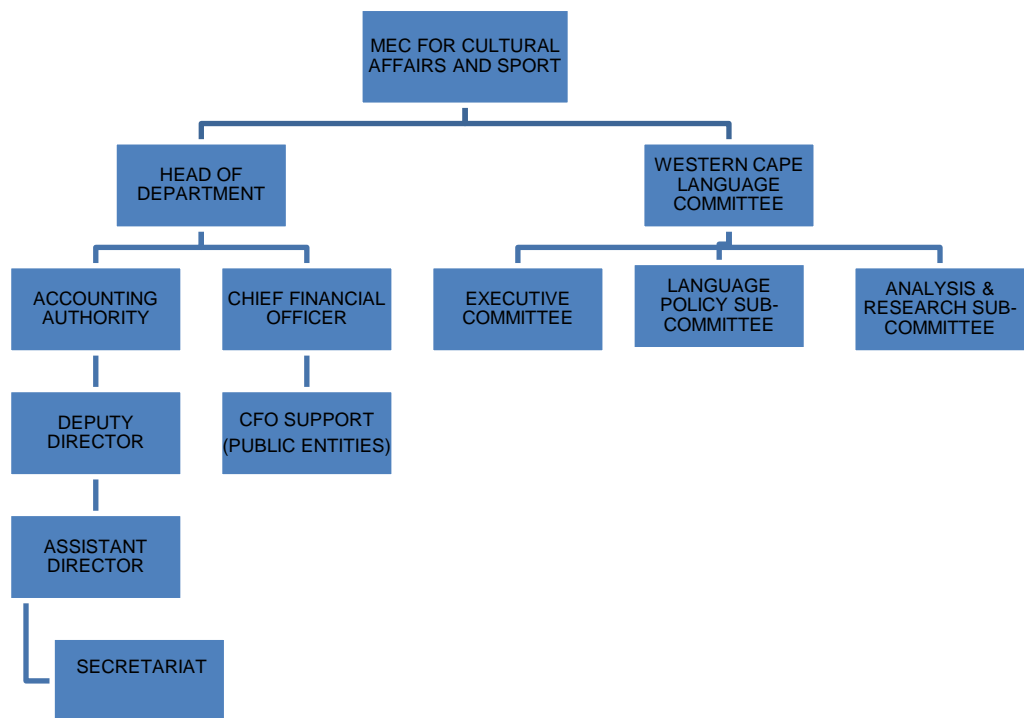 MEC FOR CULTURAL
AFFAIRS AND SPORT
HEAD OF
DEPARTMENT
WESTERN CAPE
LANGUAGE
COMMITTEE
ACCOUNTING
AUTHORITY
CHIEF FINANCIAL
OFFICER
EXECUTIVE
COMMITTEE
LANGUAGE
POLICY SUB-
COMMITTEE
ANALYSIS &
RESEARCH SUB-
COMMITTEE
DEPUTY
DIRECTOR
CFO SUPPORT
(PUBLIC ENTITIES)
ASSISTANT
DIRECTOR
SECRETARIAT